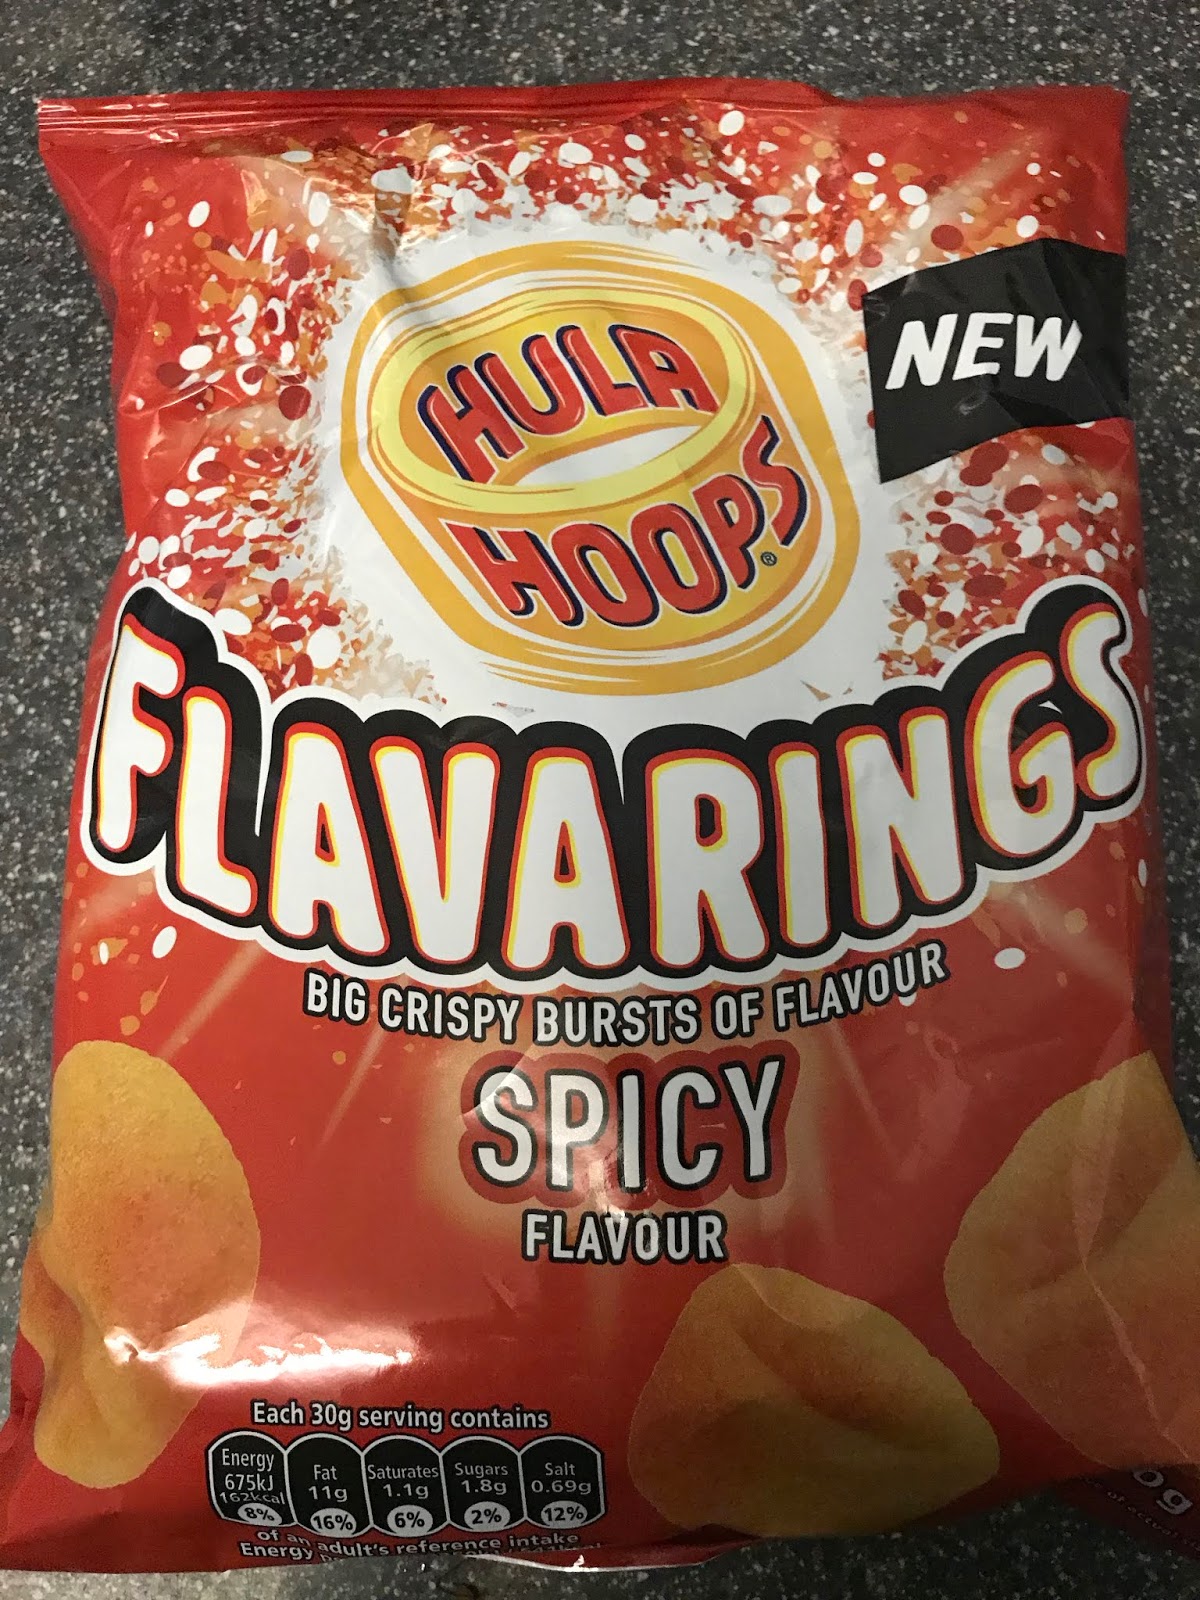 HULA
HOOPS®
NEW
FLAVARINGS
BIG CRISPY BURSTS OF FLAVOUR
SPICY
FLAVOUR
Each 30g serving contains
Energy 675kJ 162kcal 8%
Fat 11g 16%
Saturates 1.1g 6%
Sugars 1.8g 2%
Salt 0.69g 12%
of an adult's reference intake
Energy